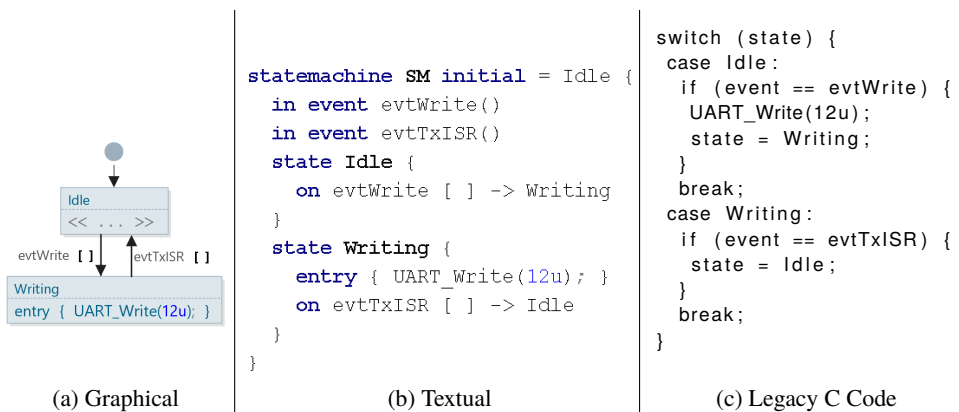 Idle
<< ... >>
evtWrite [ ]
evtTxISR [ ]
Writing
entry { UART_Write(12u); }
(a) Graphical
statemachine SM initial = Idle {
in event evtWrite()
in event evtTxISR()
state Idle {
on evtWrite [ ] -> Writing
}
state Writing {
entry { UART_Write(12u); }
on evtTxISR [ ] -> Idle
}
}
(b) Textual
switch (state) {
case Idle:
if (event == evtWrite) {
UART_Write(12u);
state = Writing;
}
break;
case Writing:
if (event == evtTxISR) {
state = Idle;
}
break;
}
(c) Legacy C Code